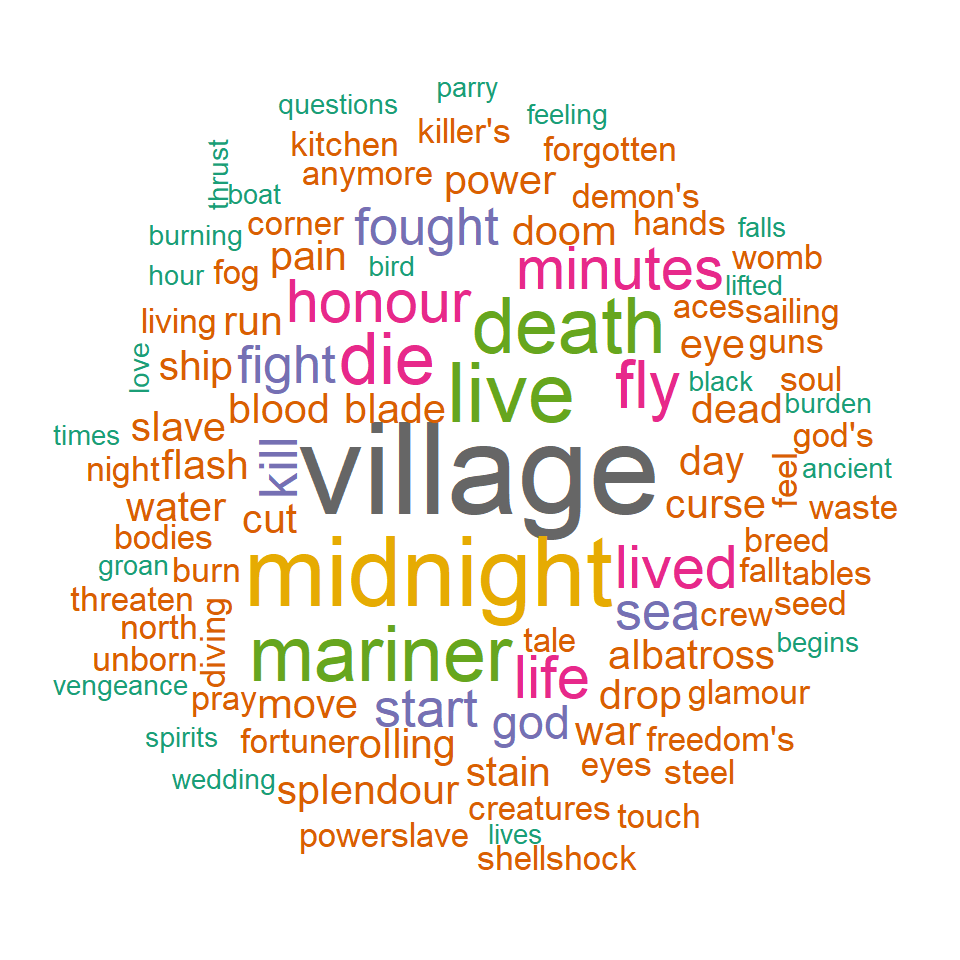 parry
questions
feeling
killer's
kitchen
forgotten
thrust
anymore
power
demon's
boat
corner
fought
doom
hands
falls
burning
pain
bird
minutes
womb
hour
fog
honour
death
lifted
living
run
aces
sailing
love
ship
fight
die
live
fly
eye
guns
black
soul
times
slave
blood
blade
dead
burden
god's
night
flash
kill
village
day
feel
ancient
water
cut
curse
waste
bodies
breed
groan
burn
midnight
lived
fall
tables
threaten
sea
crew
seed
north
diving
mariner
tale
albatross
begins
unborn
life
vengeance
pray
move
start
god
drop
glamour
spirits
fortune
rolling
war
freedom's
wedding
splendour
stain
eyes
steel
creatures
touch
powerslave
lives
shellshock